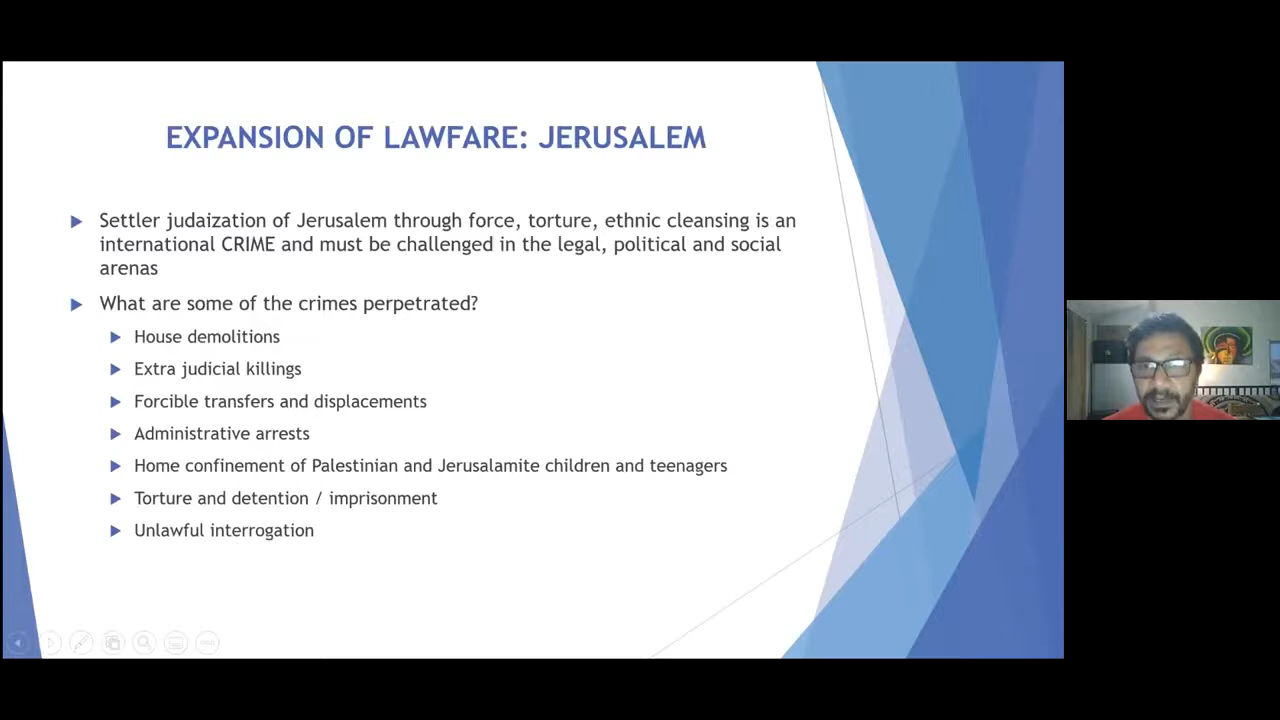 EXPANSION OF LAWFARE: JERUSALEM
Settler judaization of Jerusalem through force, torture, ethnic cleansing is an
international CRIME and must be challenged in the legal, political and social
arenas
What are some of the crimes perpetrated?
House demolitions
Extra judicial killings
Forcible transfers and displacements
Administrative arrests
Home confinement of Palestinian and Jerusalamite children and teenagers
Torture and detention / imprisonment
Unlawful interrogation